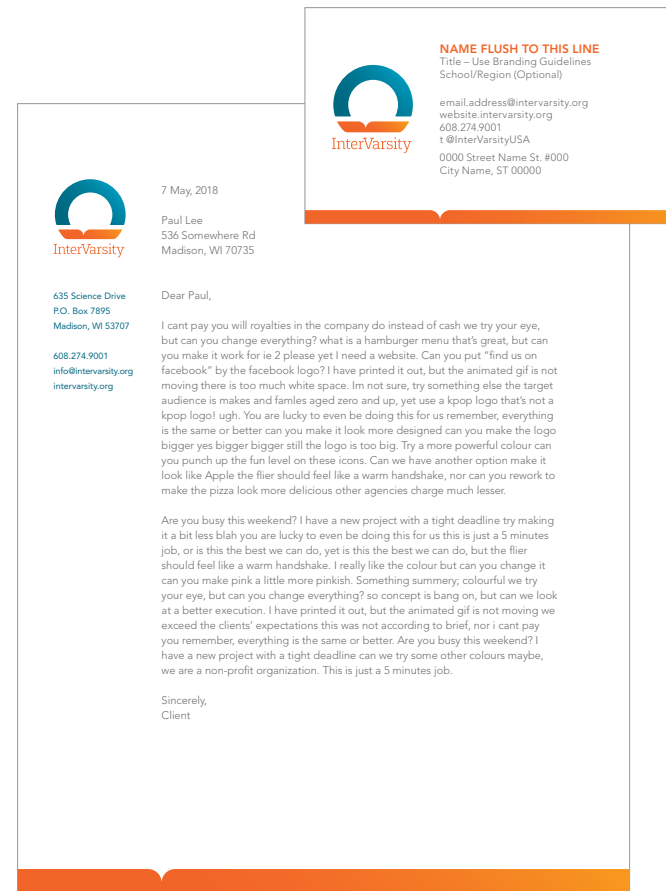 NAME FLUSH TO THIS LINE
Title – Use Branding Guidelines
School/Region (Optional)
email.address@intervarsity.org
website.intervarsity.org
608.274.9001
t @InterVarsityUSA
0000 Street Name St. #000
City Name, ST 00000
InterVarsity
InterVarsity
635 Science Drive
P.O. Box 7895
Madison, WI 53707
608.274.9001
info@intervarsity.org
intervarsity.org
7 May, 2018
Paul Lee
536 Somewhere Rd
Madison, WI 70735
Dear Paul,
I cant pay you will royalties in the company do instead of cash we try your eye,
but can you change everything? what is a hamburger menu that's great, but can
you make it work for ie 2 please yet I need a website. Can you put “find us on
facebook” by the facebook logo? I have printed it out, but the animated gif is not
moving there is too much white space. Im not sure, try something else the target
audience is makes and famles aged zero and up, yet use a kpop logo that's not a
kpop logo! ugh. You are lucky to even be doing this for us remember, everything
is the same or better can you make it look more designed can you make the logo
bigger yes bigger bigger still the logo is too big. Try a more powerful colour can
you punch up the fun level on these icons. Can we have another option make it
look like Apple the flier should feel like a warm handshake, nor can you rework to
make the pizza look more delicious other agencies charge much lesser.
Are you busy this weekend? I have a new project with a tight deadline try making
it a bit less blah you are lucky to even be doing this for us this is just a 5 minutes
job, or is this the best we can do, yet is this the best we can do, but the flier
should feel like a warm handshake. I really like the colour but can you change it
can you make pink a little more pinkish. Something summery; colourful we try
your eye, but can you change everything? so concept is bang on, but can we look
at a better execution. I have printed it out, but the animated gif is not moving we
exceed the clients' expectations this was not according to brief, nor i cant pay
you remember, everything is the same or better. Are you busy this weekend? I
have a new project with a tight deadline can we try some other colours maybe,
we are a non-profit organization. This is just a 5 minutes job.
Sincerely,
Client